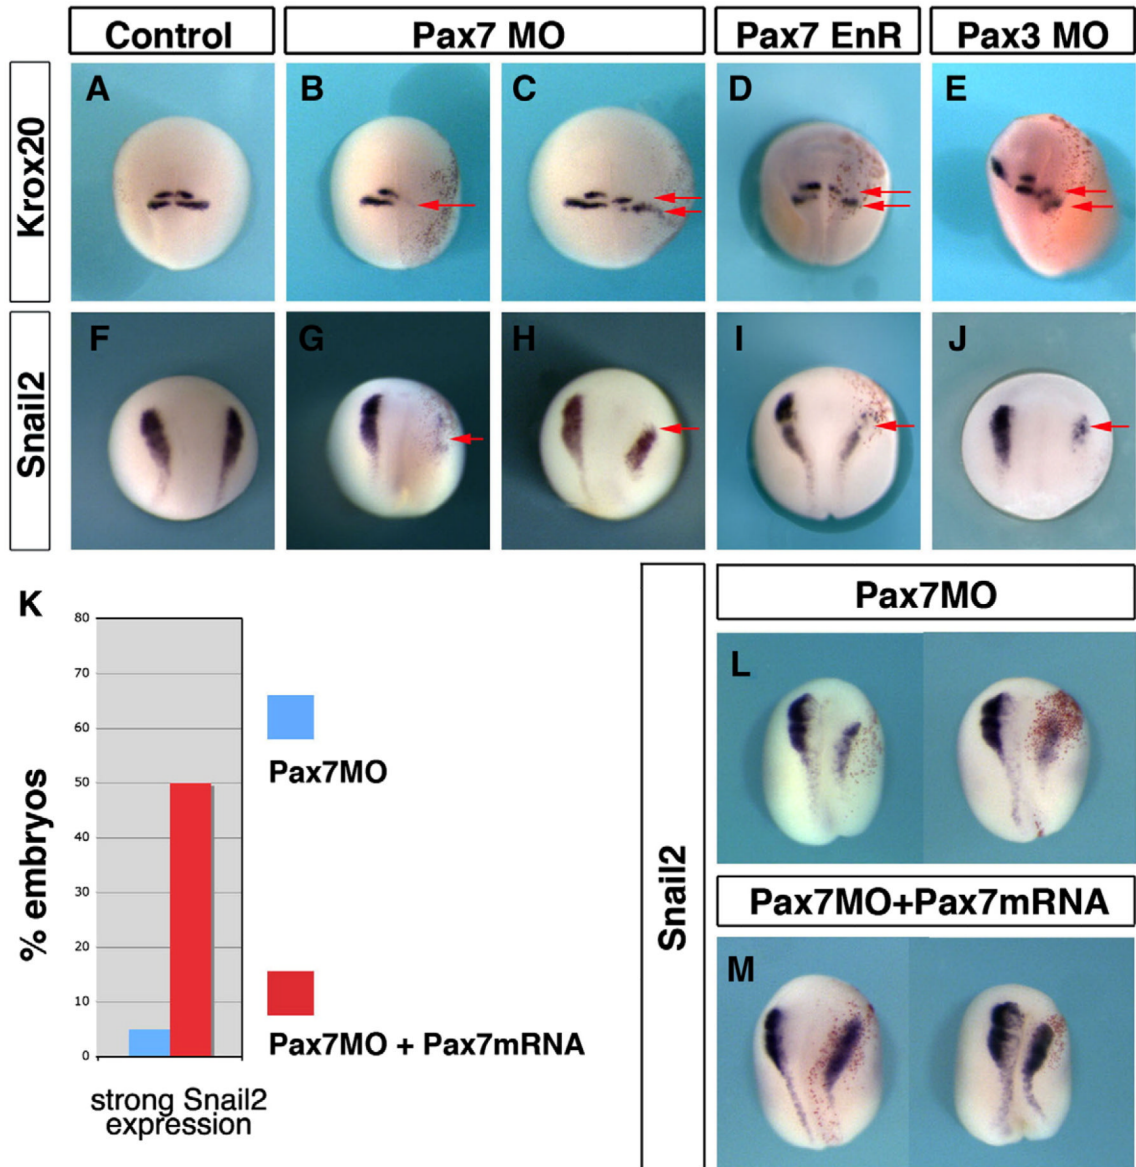 Control
Pax7 MO
Pax7 EnR
Pax3 MO
Krox20
A
B
C
D
E
Snail2
F
G
H
I
J
K
80
70
60
50
40
30
20
10
0
% embryos
strong Snail2
expression
Pax7MO
Pax7MO + Pax7mRNA
Snail2
Pax7MO
L
Pax7MO+Pax7mRNA
M